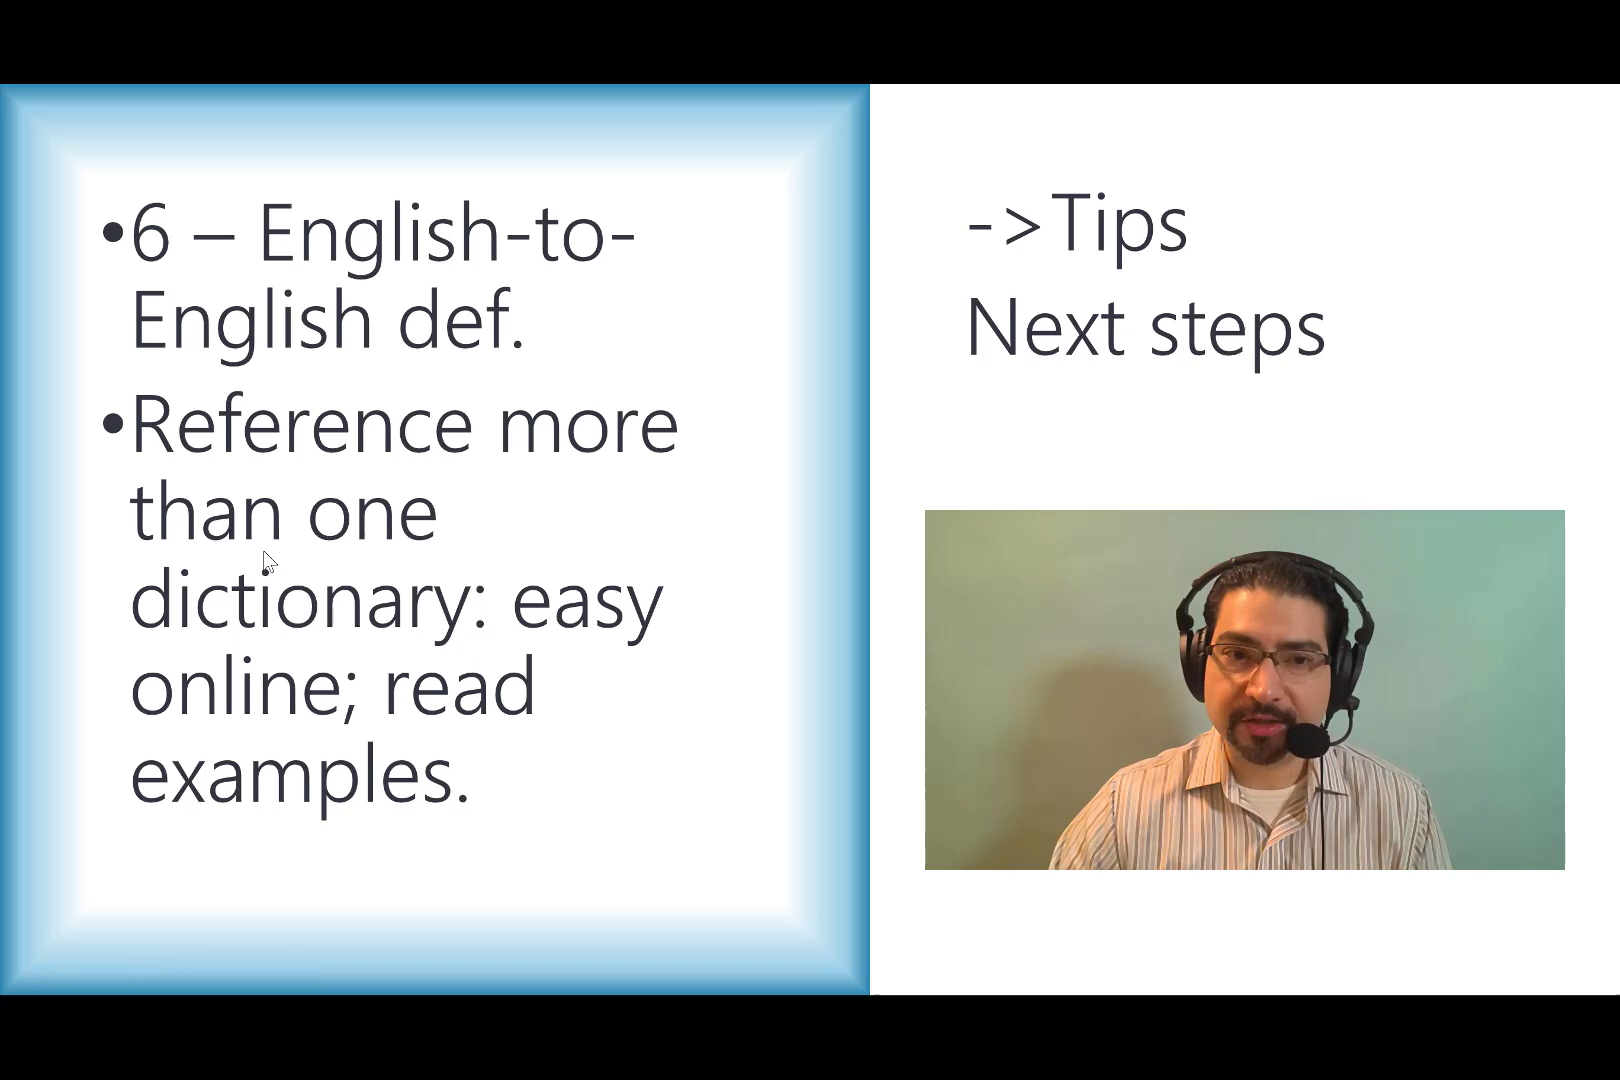 •6 – English-to-
English def.
•Reference more
than one
dictionary: easy
online; read
examples.
->Tips
Next steps